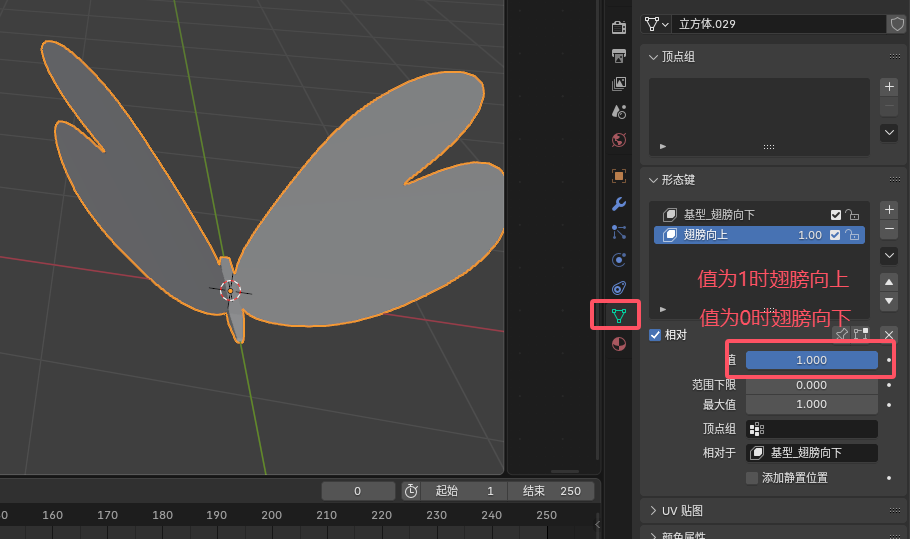 立方体.029
顶点组
形态键
基型_翅膀向下
翅膀向上 1.00
值为1时翅膀向上
值为0时翅膀向下
相对
值 1.000
范围下限 0.000
最大值 1.000
顶点组
相对于 基型_翅膀向下
添加静置位置
0 起始 1 结束 250
160 170 180 190 200 210 220 230 240 250
UV 贴图
颜色属性